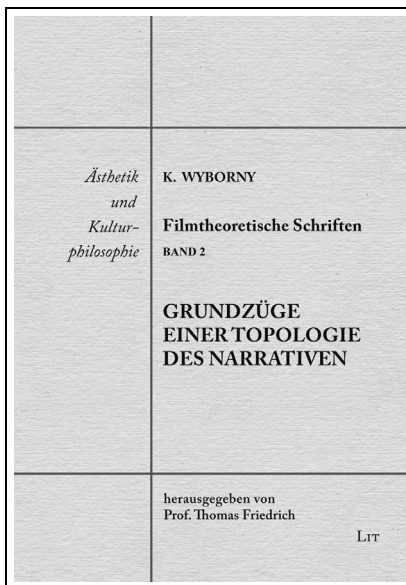 Ästhetik
und
Kultur-
philosophie
K. WYBORNY
Filmtheoretische Schriften
BAND 2
GRUNDZÜGE
EINER TOPOLOGIE
DES NARRATIVEN
herausgegeben von
Prof. Thomas Friedrich
LIT